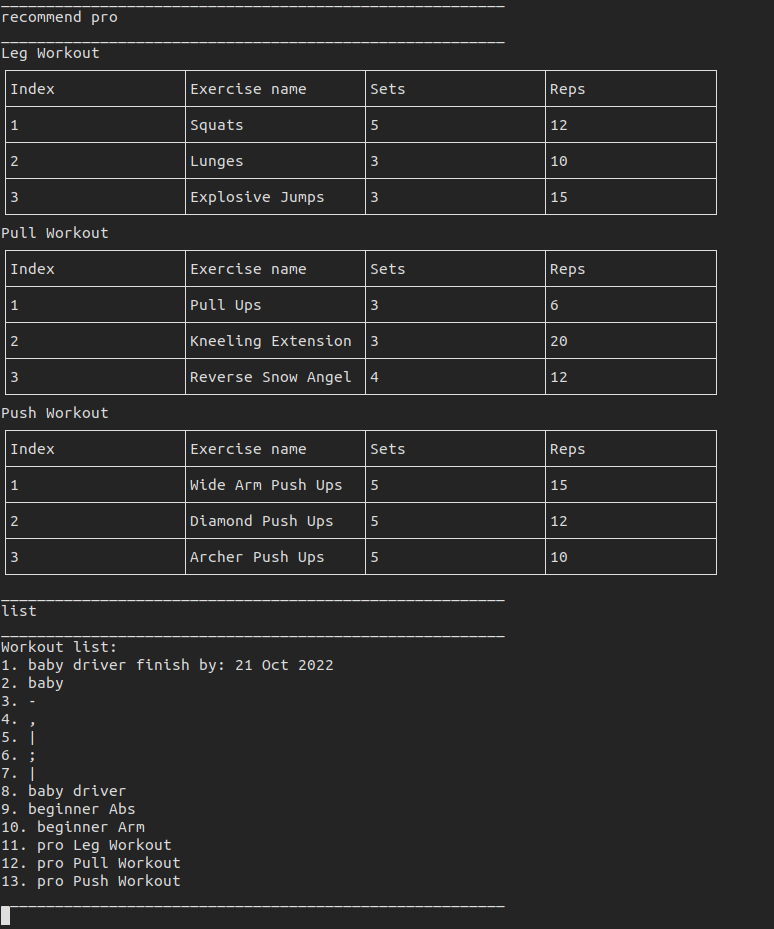 ________________________________________________________
recommend pro
________________________________________________________
Leg Workout
Index Exercise name Sets Reps
1 Squats 5 12
2 Lunges 3 10
3 Explosive Jumps 3 15
Pull Workout
Index Exercise name Sets Reps
1 Pull Ups 3 6
2 Kneeling Extension 3 20
3 Reverse Snow Angel 4 12
Push Workout
Index Exercise name Sets Reps
1 Wide Arm Push Ups 5 15
2 Diamond Push Ups 5 12
3 Archer Push Ups 5 10
________________________________________________________
list
________________________________________________________
Workout list:
1. baby driver finish by: 21 Oct 2022
2. baby
3. -
4. ,
5. |
6. ;
7. |
8. baby driver
9. beginner Abs
10. beginner Arm
11. pro Leg Workout
12. pro Pull Workout
13. pro Push Workout
________________________________________________________